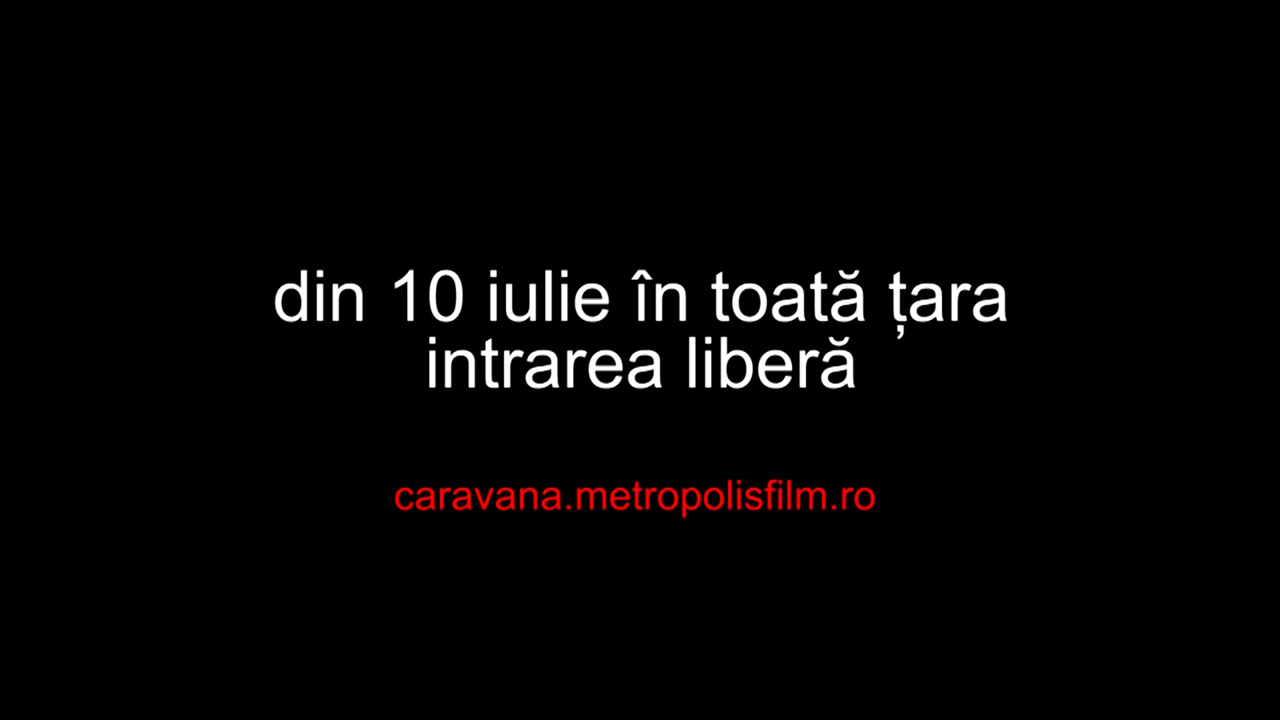 din 10 iulie în toată țara
intrarea liberă
caravana.metropolisfilm.ro